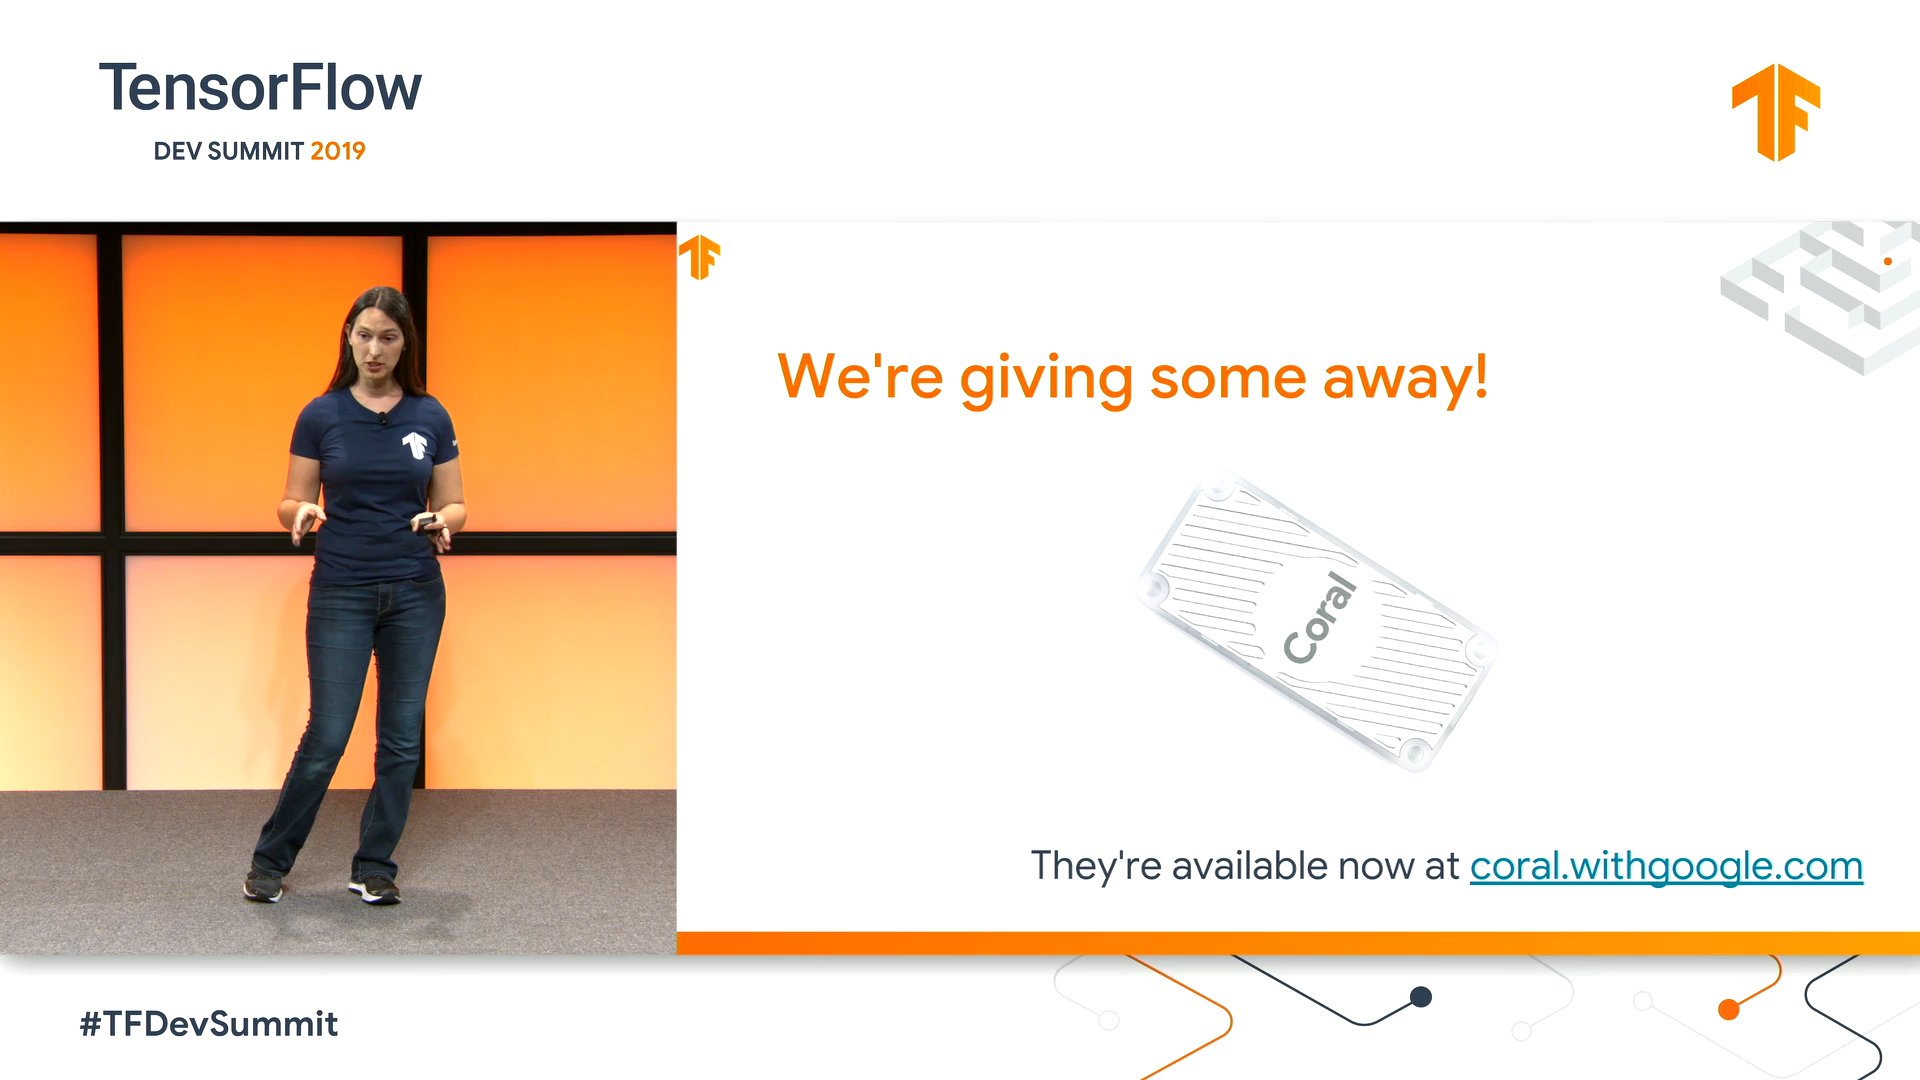 TensorFlow
DEV SUMMIT 2019
We're giving some away!
Coral
They're available now at coral.withgoogle.com
#TFDevSummit